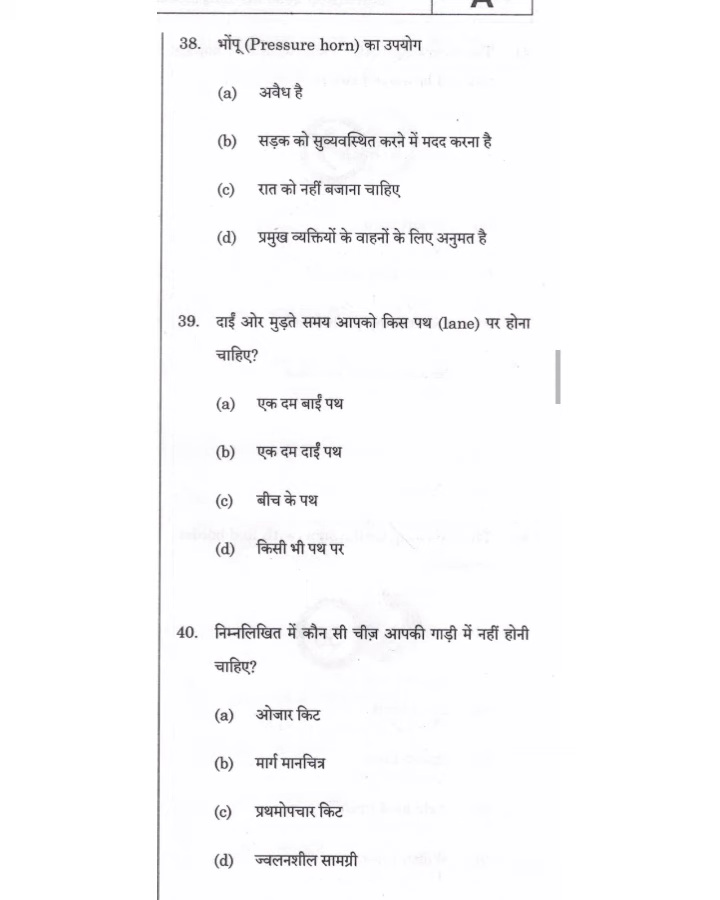 A
38. भोंपू (Pressure horn) का उपयोग
(a) अवैध है
(b) सड़क को सुव्यवस्थित करने में मदद करना है
(c) रात को नहीं बजाना चाहिए
(d) प्रमुख व्यक्तियों के वाहनों के लिए अनुमत है
39. दाईं ओर मुड़ते समय आपको किस पथ (lane) पर होना
चाहिए?
(a) एक दम बाईं पथ
(b) एक दम दाईं पथ
(c) बीच के पथ
(d) किसी भी पथ पर
40. निम्नलिखित में कौन सी चीज़ आपकी गाड़ी में नहीं होनी
चाहिए?
(a) ओजार किट
(b) मार्ग मानचित्र
(c) प्रथमोपचार किट
(d) ज्वलनशील सामग्री